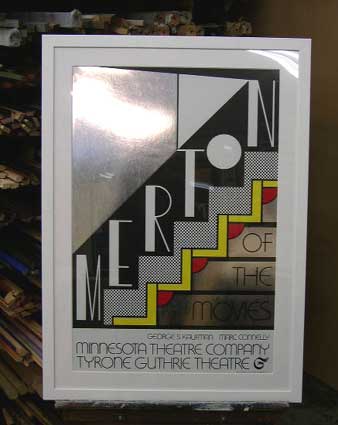 MERTON
OF
THE
MOVIES
GEORGE S KAUFMAN MARC CONNELLY
MINNESOTA THEATRE COMPANY
TYRONE GUTHRIE THEATRE